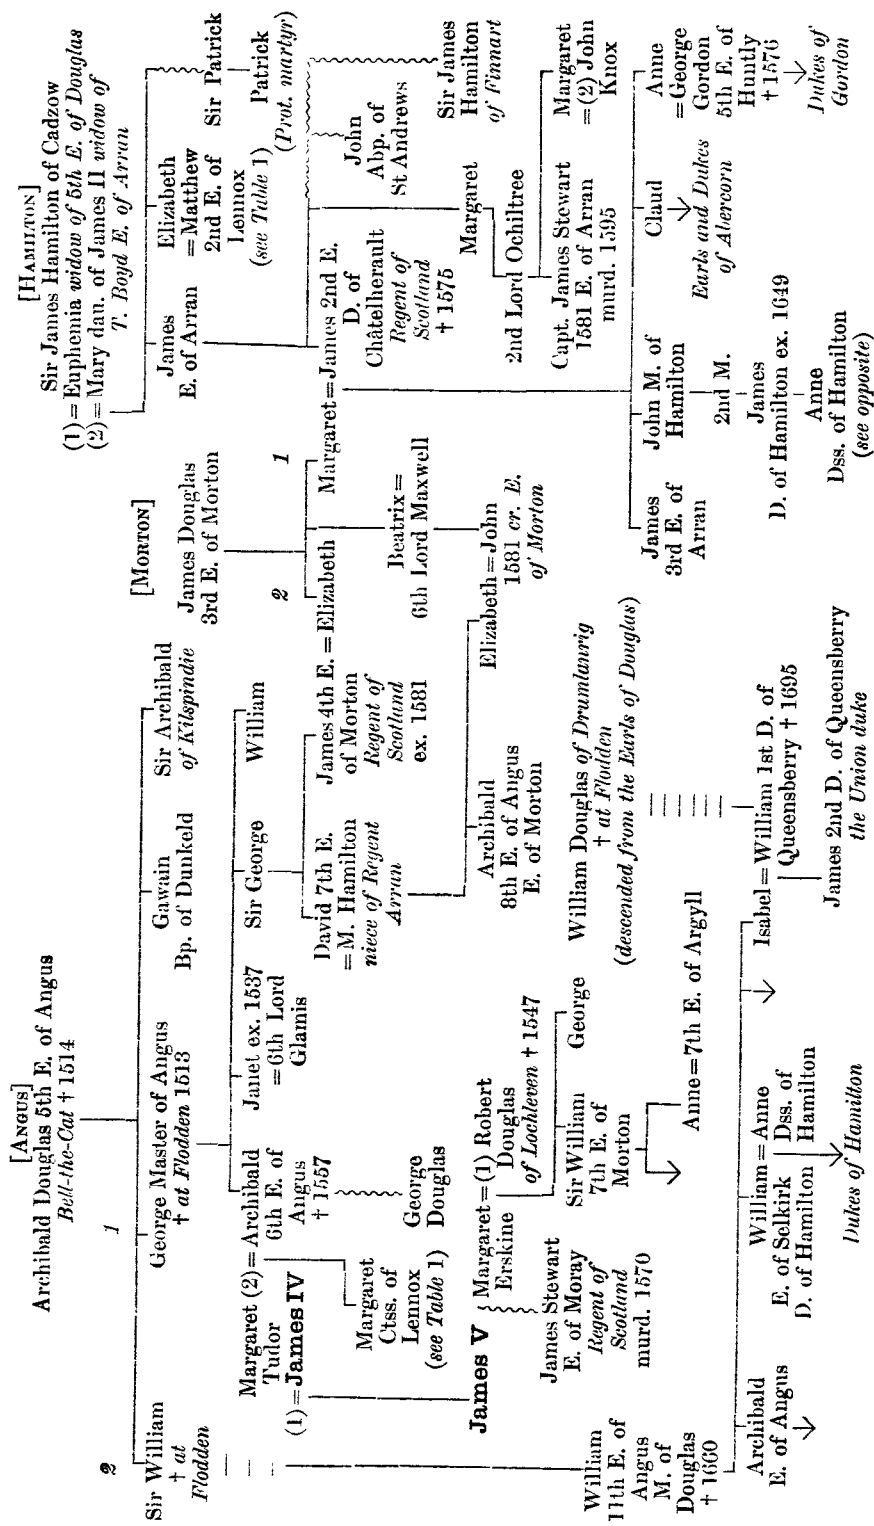 [ANGUS]
Archibald Douglas 5th E. of Angus
Bell-the-Cat † 1514
2
1
Sir William
† at
Flodden
George Master of Angus
† at Flodden 1513
Gawain
Bp. of Dunkeld
Sir Archibald
of Kilspindie
Margaret (2) = Archibald
Tudor
6th E. of
Angus
† 1557
(1) = James IV
Janet ex. 1537
= 6th Lord
Glamis
Sir George
William
Margaret
Ctss. of
Lennox
(see Table 1)
George
Douglas
David 7th E.
= M. Hamilton
niece of Regent
Arran
James 4th E. = Elizabeth
of Morton
Regent of
Scotland
ex. 1581
James V
Margaret = (1) Robert
Erskine
Douglas
of Lochleven † 1547
James Stewart
E. of Moray
Regent of
Scotland
murd. 1570
Sir William
7th E. of
Morton
George
Anne = 7th E. of Argyll
Archibald
8th E. of Angus
E. of Morton
Elizabeth = John
1581 cr. E.
of Morton
William Douglas of Drumlanrig
† at Flodden
(descended from the Earls of Douglas)
William
11th E. of
Angus
M. of
Douglas
† 1660
Archibald
E. of Angus
William = Anne
E. of Selkirk
Dss. of
D. of Hamilton
Hamilton
Dukes of Hamilton
Isabel = William 1st D. of
Queensberry † 1695
James 2nd D. of Queensberry
the Union duke
[MORTON]
James Douglas
3rd E. of Morton
2
1
Beatrix =
6th Lord Maxwell
[HAMILTON]
Sir James Hamilton of Cadzow
(1) = Euphenia widow of 5th E. of Douglas
(2) = Mary dau. of James II widow of
T. Boyd E. of Arran
James
E. of Arran
Elizabeth
= Matthew
2nd E. of
Lennox
(see Table 1)
Sir Patrick
Patrick
(Prot. martyr)
Margaret = James 2nd E.
D. of
Châtelherault
Regent of
Scotland
† 1575
Margaret
John
Abp. of
St Andrews
Sir James
Hamilton
of Finnart
2nd Lord Ochiltree
Capt. James Stewart
1581 E. of Arran
murd. 1595
Margaret
= (2) John
Knox
James
3rd E. of
Arran
John M. of
Hamilton
2nd M.
James
D. of Hamilton ex. 1649
Anne
Dss. of Hamilton
(see opposite)
Claud
Earls and Dukes
of Abercorn
Anne
= George
Gordon
5th E. of
Huntly
† 1576
Dukes of
Gordon